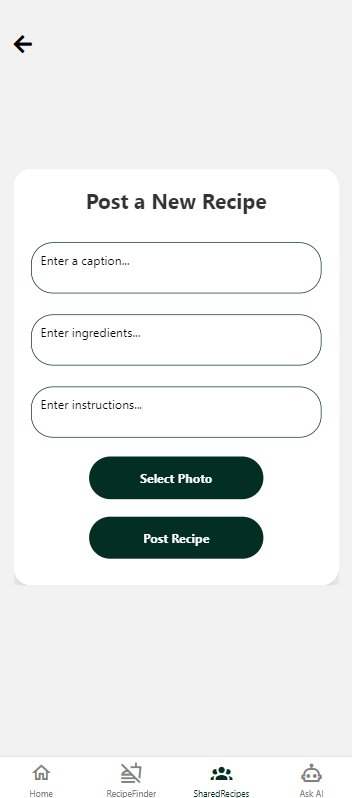 Post a New Recipe
Enter a caption...
Enter ingredients...
Enter instructions...
Select Photo
Post Recipe
Home
RecipeFinder
SharedRecipes
Ask AI